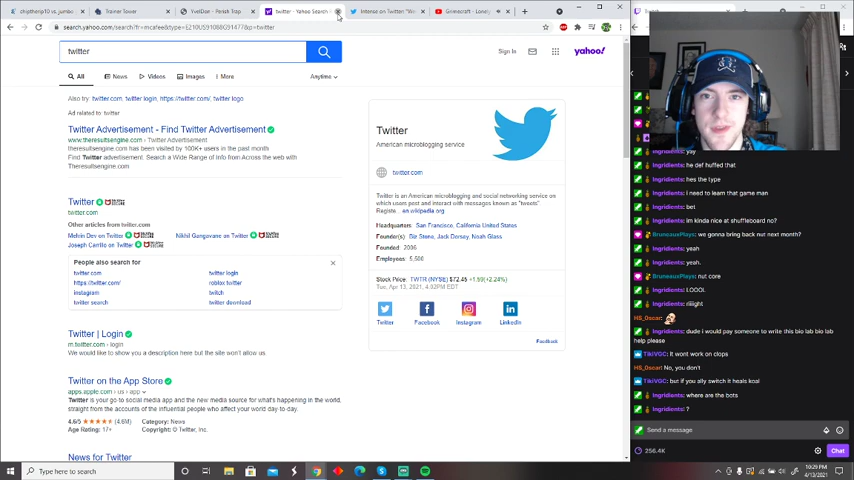 chipthenip10 vs. jumbo
Trainer Tower
twitter - Yahoo Search
Intense on Twitter: "We
search.yahoo.com/search?fr=mcafee&type=E210US91088G91477&p=twitter
twitter
Sign In
yahoo!
All
News
Videos
Images
More
Anytime
Also try: twitter.com, twitter login, https://twitter.com/, twitter logo
Ad related to twitter
Twitter Advertisement - Find Twitter Advertisement
www.theresultsengine.com › Twitter Advertisement
theresultsengine.com has been visited by 100K+ users in the past month
Find Twitter advertisement. Search a Wide Range of Info from Across the web with
Theresultsengine.com
Twitter
twitter.com
Other articles from twitter.com
Melvin Dev on Twitter
Nikhil Gangavane on Twitter
Joseph Carrillo on Twitter
People also search for
twitter.com
twitter login
https://twitter.com/
roblox twitter
instagram
twitch
twitter search
twitter download
Twitter | Login
m.twitter.com › login
We would like to show you a description here but the site won't allow us
Twitter on the App Store
apps.apple.com › us › app
Twitter is your go to social media app and the new media source for what's happening in the world,
straight from the accounts of the influential people who affect your world day-to-day.
4.6/5 (4.6M) Category: News
Age Rating: 17+ Copyright: © Twitter, Inc.
News for Twitter
Twitter
American microblogging service
twitter.com
Twitter is an American microblogging and social networking service on
which users post and interact with messages known as "tweets".
Registe... en.wikipedia.org
Headquarters: San Francisco, California, United States
Founder(s): Biz Stone, Jack Dorsey, Noah Glass
Founded: 2006
Employees: 5,500
Stock Price: TWTR (NYSE) $72.45 +1.59 (+2.24%)
Tue, Apr 13, 2021, 4:02PM EDT
Twitter
Facebook
Instagram
LinkedIn
Feedback
Ingridients: yay
Ingridients: he def huffed that
Ingridients: hes the type
Ingridients: i need to learn that game man
Ingridients: bet
Ingridients: im kinda nice at shuffleboard no?
BruneauxPlays: we gonna bring back nut next month?
Ingridients: yeah
Ingridients: yeah.
BruneauxPlays: nut core
Ingridients: LOOOL
Ingridients: riiiight
HS_0scar:
Ingridients: dude i would pay someone to write this bio lab bio lab
help please
TikiVGC: it wont work on clops
HS_0scar: No, you don't
TikiVGC: but if you ally switch it heals koal
Ingridients: where are the bots
Ingridients: ?
Send a message
256.4K
Chat
Type here to search
10:29 PM
4/13/2021